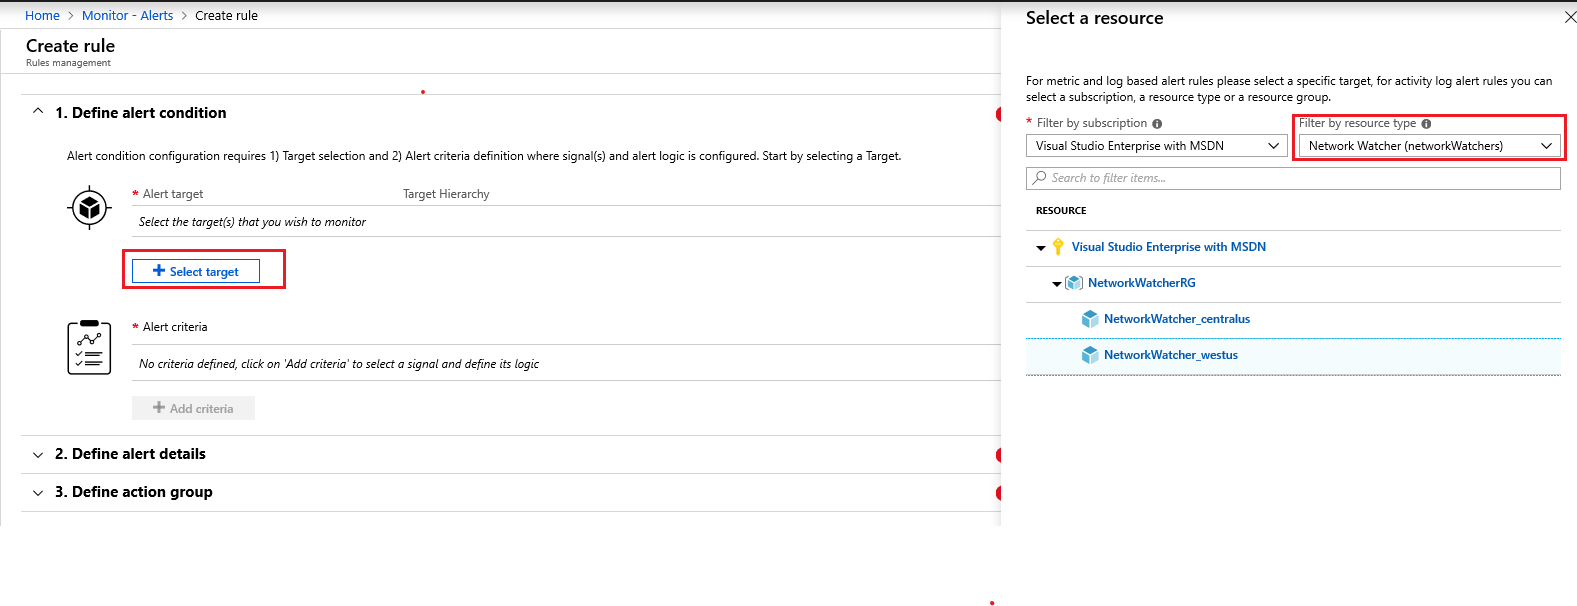 Home > Monitor - Alerts > Create rule
Create rule
Rules management
1. Define alert condition
Alert condition configuration requires 1) Target selection and 2) Alert criteria definition where signal(s) and alert logic is configured. Start by selecting a Target.
* Alert target Target Hierarchy
Select the target(s) that you wish to monitor
+ Select target
* Alert criteria
No criteria defined, click on 'Add criteria' to select a signal and define its logic
+ Add criteria
2. Define alert details
3. Define action group
Select a resource
For metric and log based alert rules please select a specific target, for activity log alert rules you can
select a subscription, a resource type or a resource group.
* Filter by subscription Filter by resource type
Visual Studio Enterprise with MSDN Network Watcher (networkWatchers)
Search to filter items...
RESOURCE
Visual Studio Enterprise with MSDN
NetworkWatcherRG
NetworkWatcher_centralus
NetworkWatcher_westus